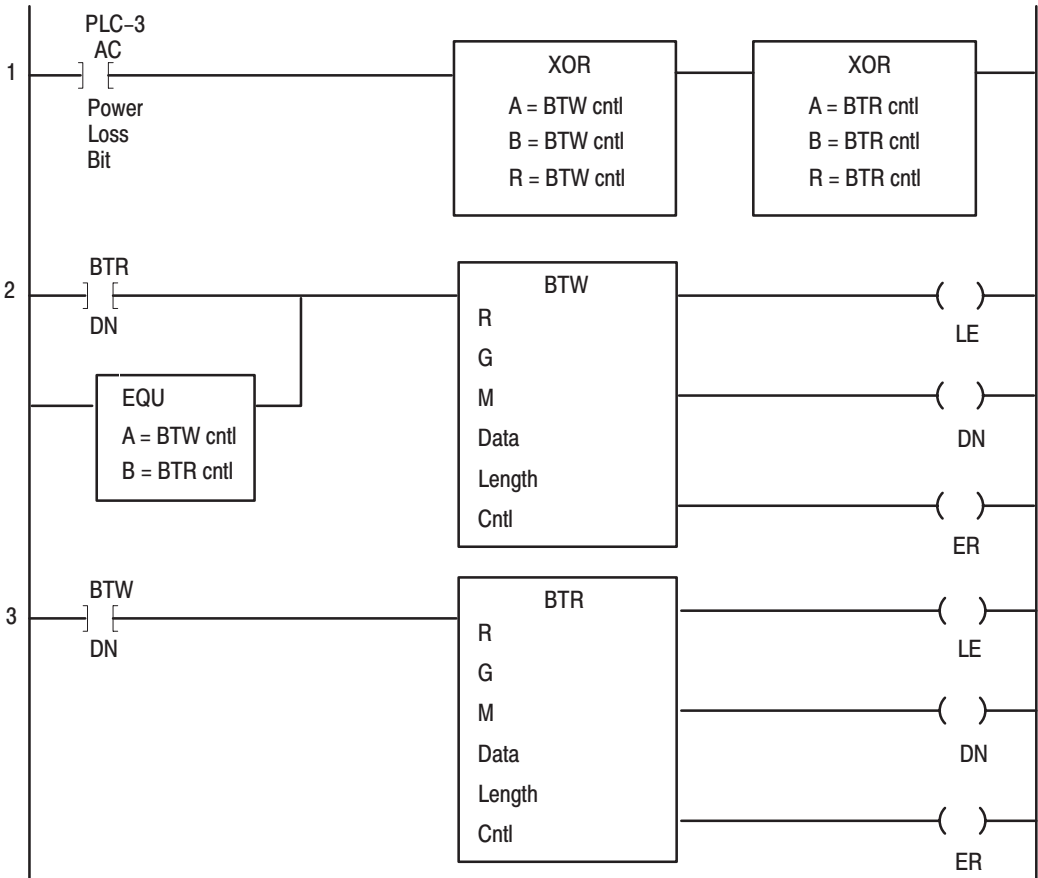 PLC–3
AC
1
Power
Loss
Bit
XOR
A = BTW cntl
B = BTW cntl
R = BTW cntl
XOR
A = BTR cntl
B = BTR cntl
R = BTR cntl
2
BTR
DN
EQU
A = BTW cntl
B = BTR cntl
BTW
R
G
M
Data
Length
Cntl
LE
DN
ER
3
BTW
DN
BTR
R
G
M
Data
Length
Cntl
LE
DN
ER